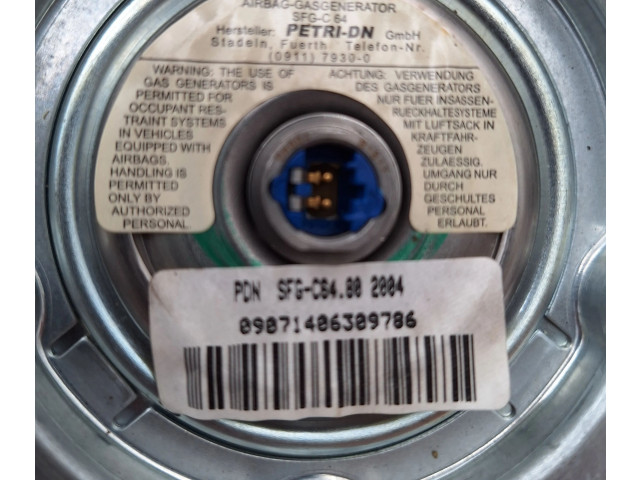 AIRBAG-GASGENERATOR
SFG-C 64
Hersteller: PETRI-DN GmbH
Stadeln, Fuerth Telefon-Nr.
(0911) 7930-0
WARNING: THE USE OF
GAS GENERATORS IS
PERMITTED FOR
OCCUPANT RES-
TRAINT SYSTEMS
IN VEHICLES
EQUIPPED WITH
AIRBAGS.
HANDLING IS
PERMITTED
ONLY BY
AUTHORIZED
PERSONAL.
ACHTUNG: VERWENDUNG
DES GASGENERATORS
NUR FUER INSASSEN-
RUECKHALTESYSTEME
MIT LUFTSACK IN
KRAFTFAHR-
ZEUGEN
ZULAESSIG.
UMGANG NUR
DURCH
GESCHULTES
PERSONAL
ERLAUBT.
PDN SFG-C64.80 2004
09071406309786